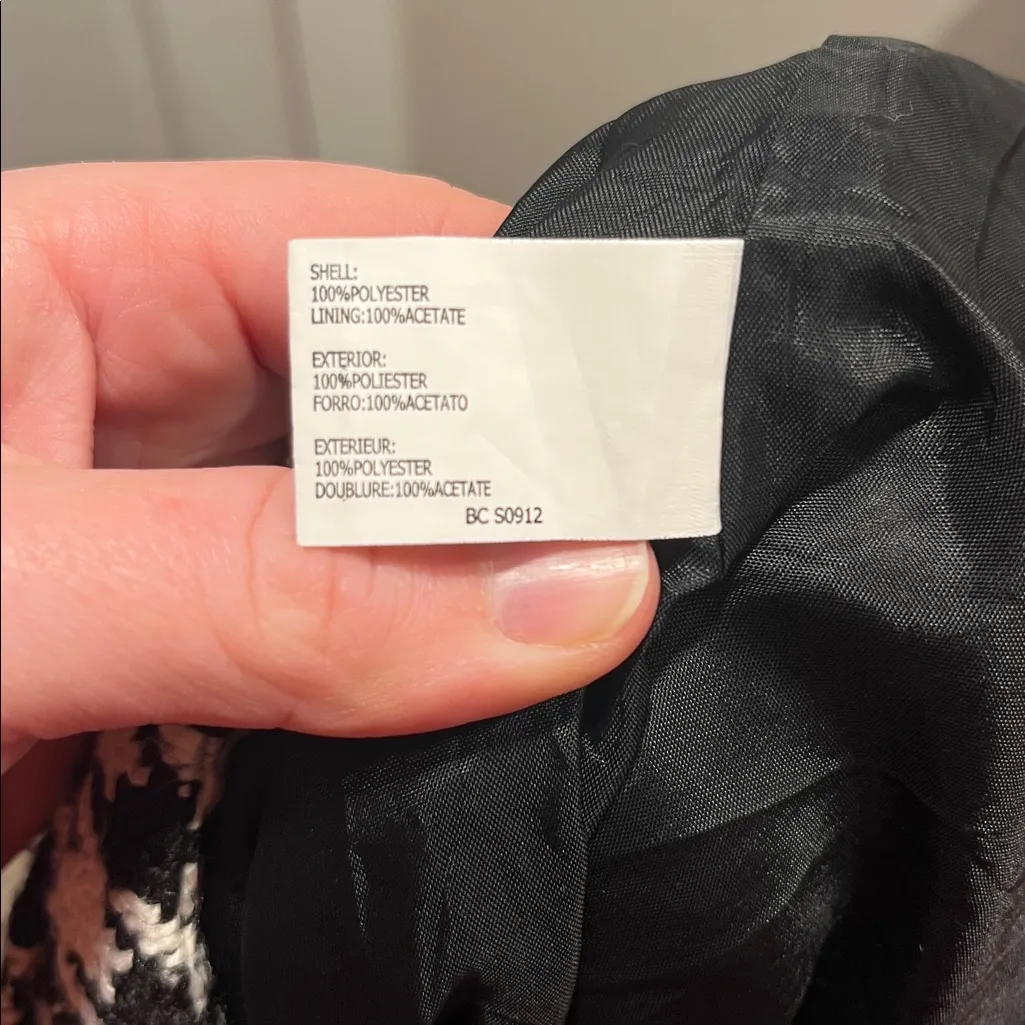 SHELL:
100%POLYESTER
LINING:100%ACETATE
EXTERIOR:
100%POLIESTER
FORRO:100%ACETATO
EXTERIEUR:
100%POLYESTER
DOUBLURE:100%ACETATE
BC S0912